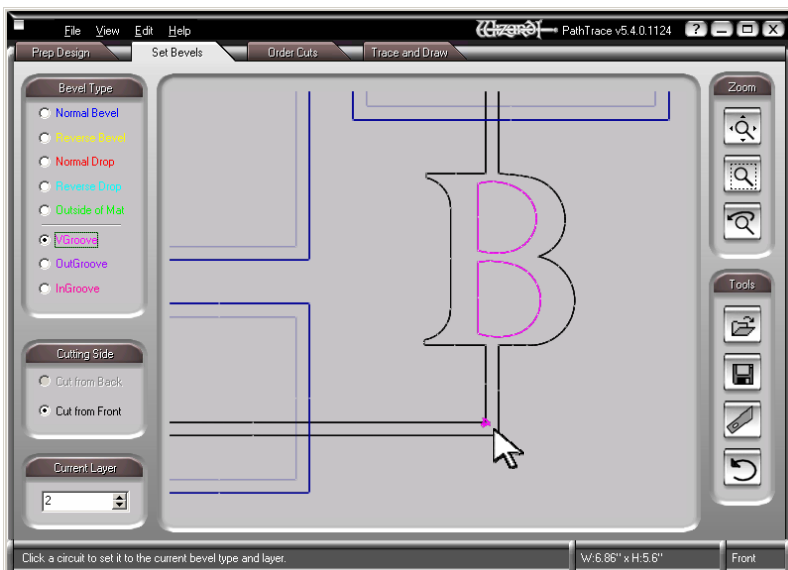 File View Edit Help
Wizard PathTrace v5.4.0.1124 ?
Prep Design Set Bevels Order Cuts Trace and Draw
Bevel Type
Normal Bevel
Reverse Bevel
Normal Drop
Reverse Drop
Outside of Mat
VGroove
OutGroove
InGroove
Cutting Side
Cut from Back
Cut from Front
Current Layer
2
B
Zoom
Tools
Click a circuit to set it to the current bevel type and layer. W:6.86" x H:5.6" Front